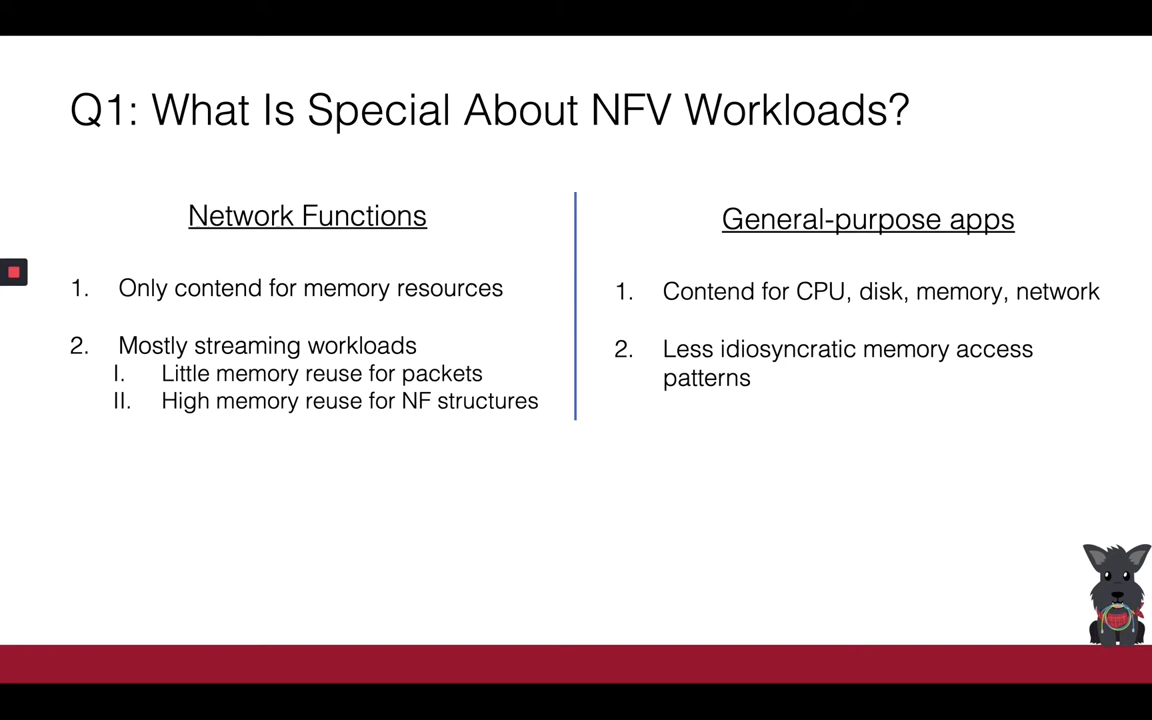 Q1: What Is Special About NFV Workloads?
Network Functions
1. Only contend for memory resources
2. Mostly streaming workloads
I. Little memory reuse for packets
II. High memory reuse for NF structures
General-purpose apps
1. Contend for CPU, disk, memory, network
2. Less idiosyncratic memory access
patterns